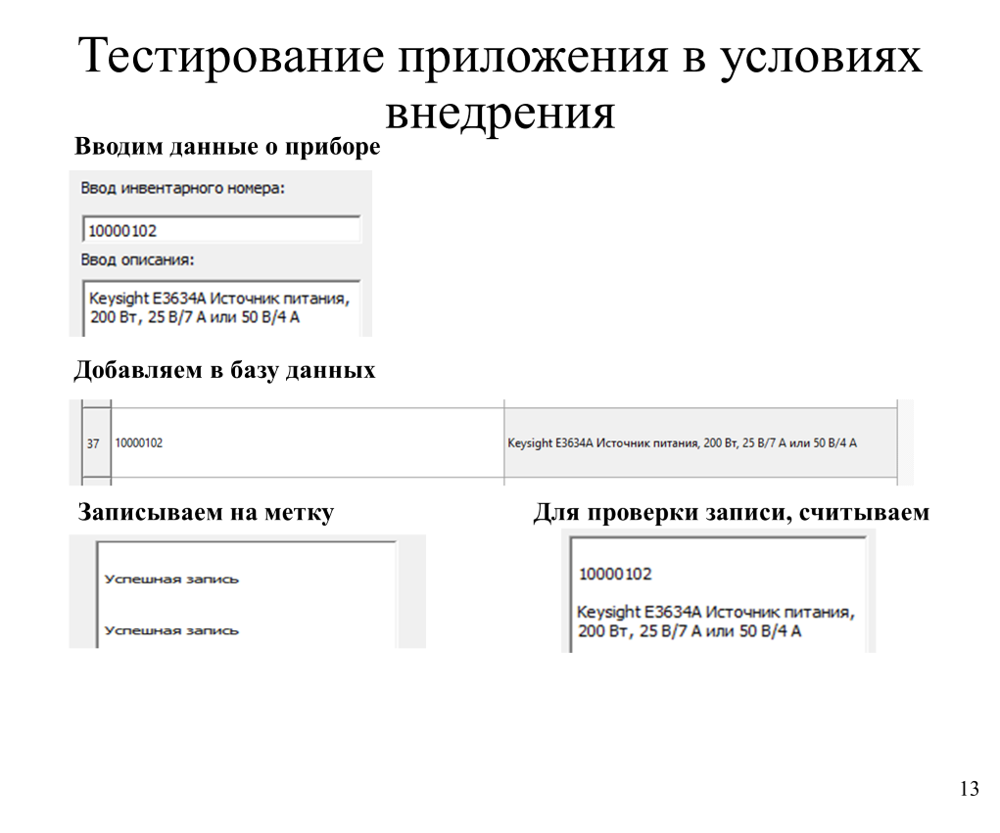 Тестирование приложения в условиях
внедрения
Вводим данные о приборе
Ввод инвентарного номера:
10000102
Ввод описания:
Keysight E3634A Источник питания,
200 Вт, 25 В/7 А или 50 В/4 А
Добавляем в базу данных
37 10000102 Keysight E3634A Источник питания, 200 Вт, 25 В/7 А или 50 В/4 А
Записываем на метку
Успешная запись
Успешная запись
Для проверки записи, считываем
10000102
Keysight E3634A Источник питания,
200 Вт, 25 В/7 А или 50 В/4 А
13